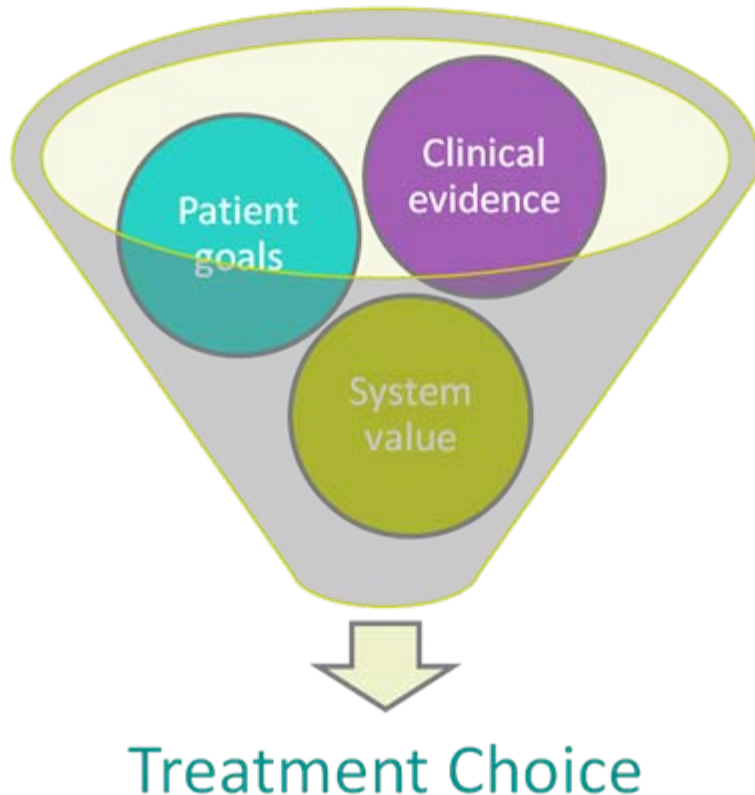 Clinical
evidence
Patient
goals
System
value
Treatment Choice